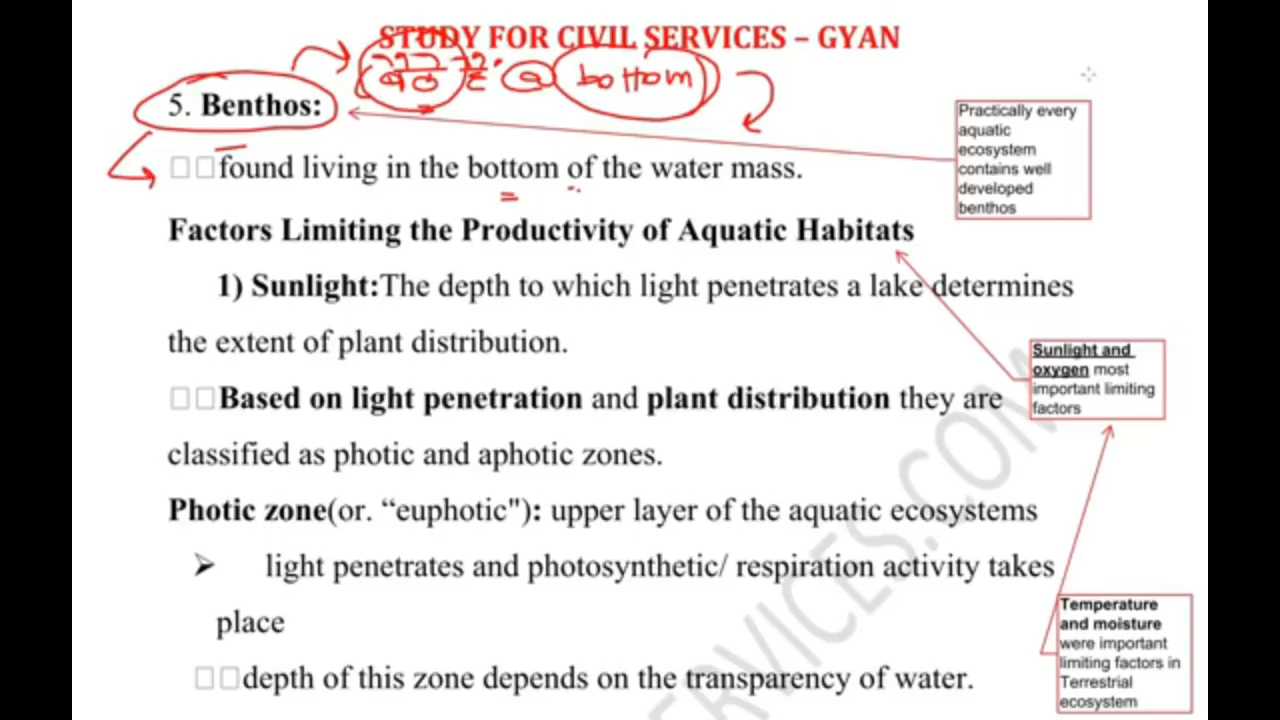 STUDY FOR CIVIL SERVICES – GYAN
@ bottom
5. Benthos:
found living in the bottom of the water mass.
Factors Limiting the Productivity of Aquatic Habitats
1) Sunlight:The depth to which light penetrates a lake determines
the extent of plant distribution.
Based on light penetration and plant distribution they are
classified as photic and aphotic zones.
Photic zone(or. “euphotic"): upper layer of the aquatic ecosystems
➤ light penetrates and photosynthetic/ respiration activity takes
place
depth of this zone depends on the transparency of water.
Practically every
aquatic
ecosystem
contains well
developed
benthos
Sunlight and
oxygen most
important limiting
factors
Temperature
and moisture
were important
limiting factors in
Terrestrial
ecosystem
SERVICES.COM